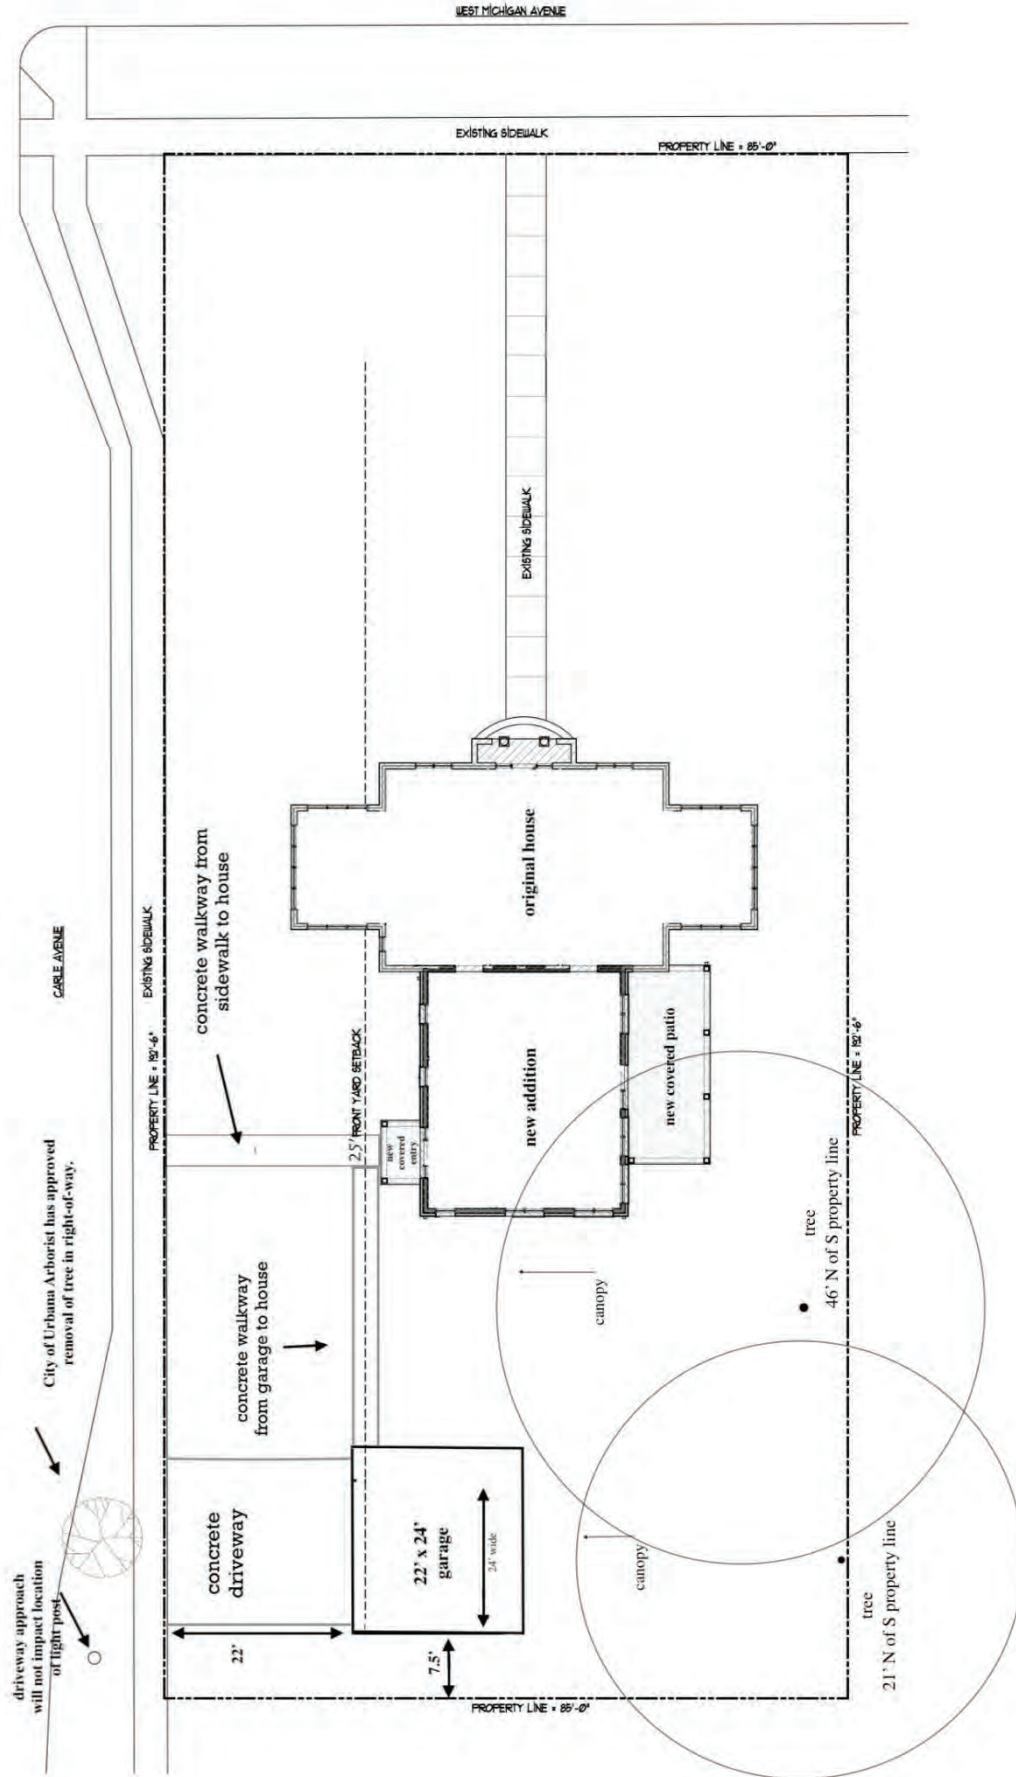 WEST MICHIGAN AVENUE
EXISTING SIDEWALK
PROPERTY LINE = 85'-0"
EXISTING SIDEWALK
original house
concrete walkway from
sidewalk to house
CARLE AVENUE
EXISTING SIDEWALK
PROPERTY LINE = 192'-6"
25' FRONT YARD SETBACK
new
covered
entry
new addition
new covered patio
PROPERTY LINE = 192'-6"
City of Urbana Arborist has approved
removal of tree in right-of-way.
concrete walkway
from garage to house
canopy
tree
46' N of S property line
driveway approach
will not impact location
of light post.
concrete
driveway
22'
22' x 24'
garage
24' wide
7.5'
canopy
tree
21' N of S property line
PROPERTY LINE = 85'-0"